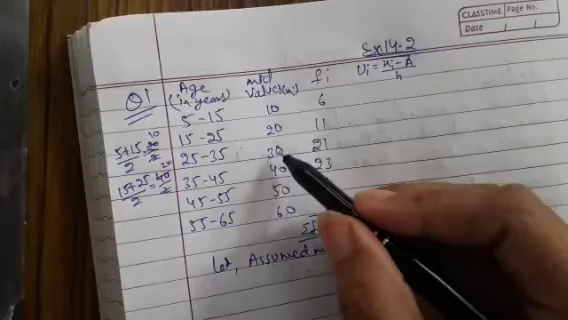 CLASSTIME Page No.
Date / /
Ex 14.2
Q1 Age (in years) mid values(xi) fi Ui = xi - A / h
5-15 10 6
15-25 20 11
25-35 30 21
35-45 40 23
45-55 50
55-65 60
5+15/2 = 20/2 10
15+25/2 = 40/2 20
let, Assumed